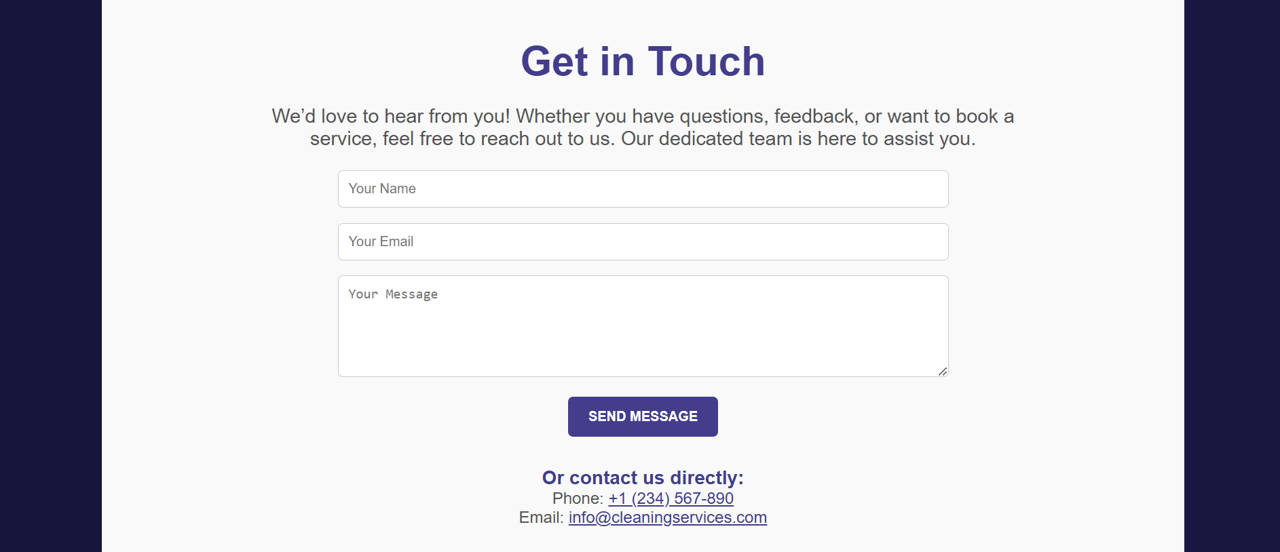 Get in Touch
We’d love to hear from you! Whether you have questions, feedback, or want to book a
service, feel free to reach out to us. Our dedicated team is here to assist you.
Your Name
Your Email
Your Message
SEND MESSAGE
Or contact us directly:
Phone: +1 (234) 567-890
Email: info@cleaningservices.com